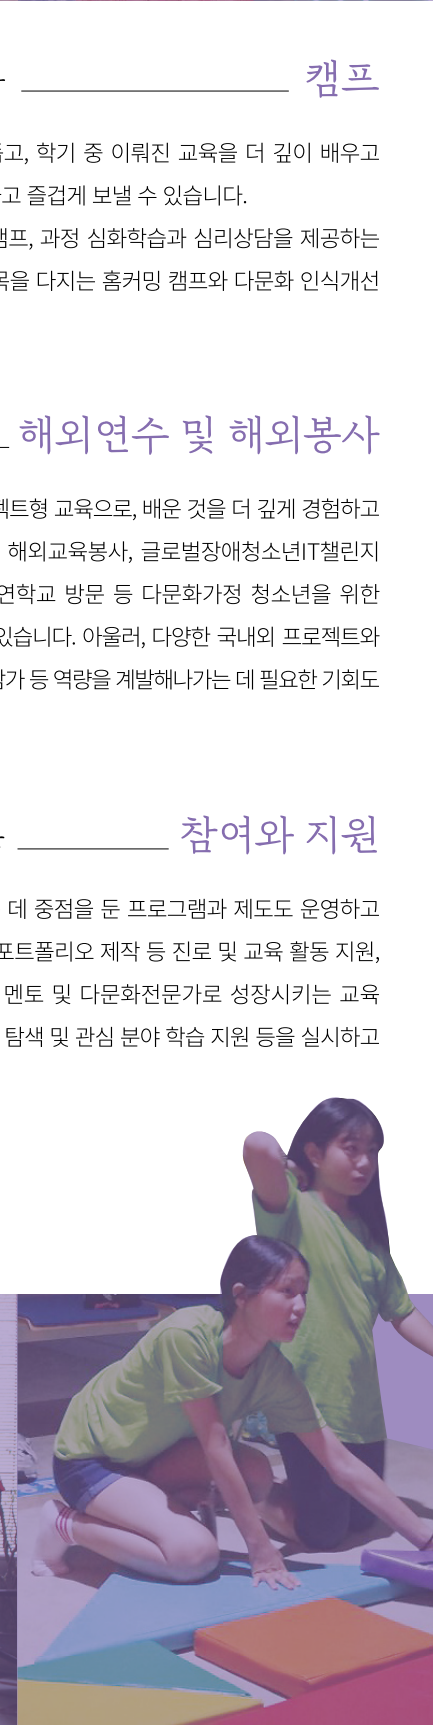 캠프
고, 학기 중 이뤄진 교육을 더 깊이 배우고
고 즐겁게 보낼 수 있습니다.
캠프, 과정 심화학습과 심리상담을 제공하는
목을 다지는 홈커밍 캠프와 다문화 인식개선
해외연수 및 해외봉사
젝트형 교육으로, 배운 것을 더 깊게 경험하고
해외교육봉사, 글로벌장애청소년IT챌린지
연학교 방문 등 다문화가정 청소년을 위한
있습니다. 아울러, 다양한 국내외 프로젝트와
참가 등 역량을 계발해나가는 데 필요한 기회도
참여와 지원
데 중점을 둔 프로그램과 제도도 운영하고
포트폴리오 제작 등 진로 및 교육 활동 지원,
멘토 및 다문화전문가로 성장시키는 교육
탐색 및 관심 분야 학습 지원 등을 실시하고